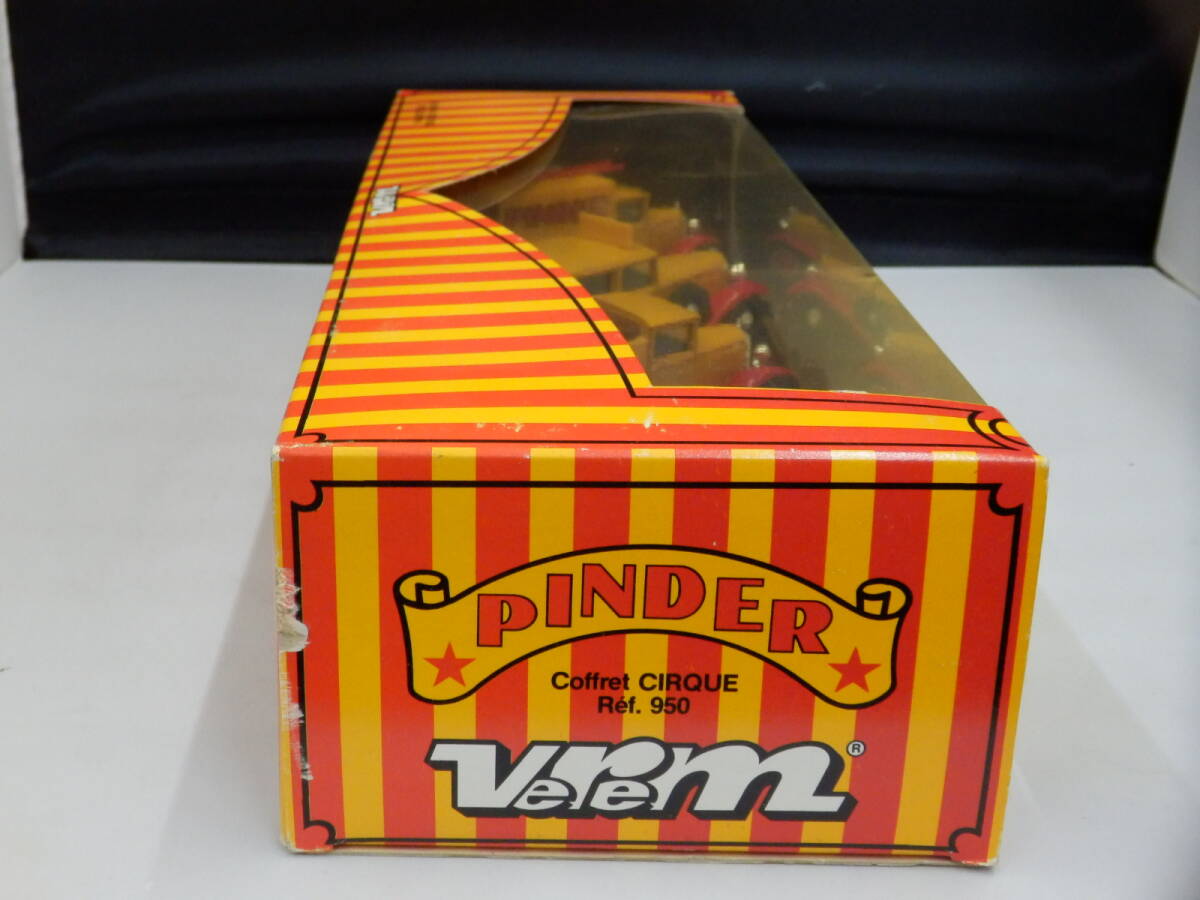 PINDER
Coffret CIRQUE
Réf. 950
Verem®